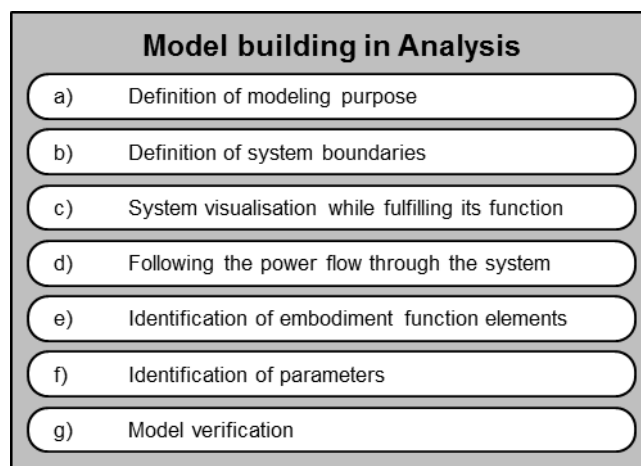 Model building in Analysis
a) Definition of modeling purpose
b) Definition of system boundaries
c) System visualisation while fulfilling its function
d) Following the power flow through the system
e) Identification of embodiment function elements
f) Identification of parameters
g) Model verification